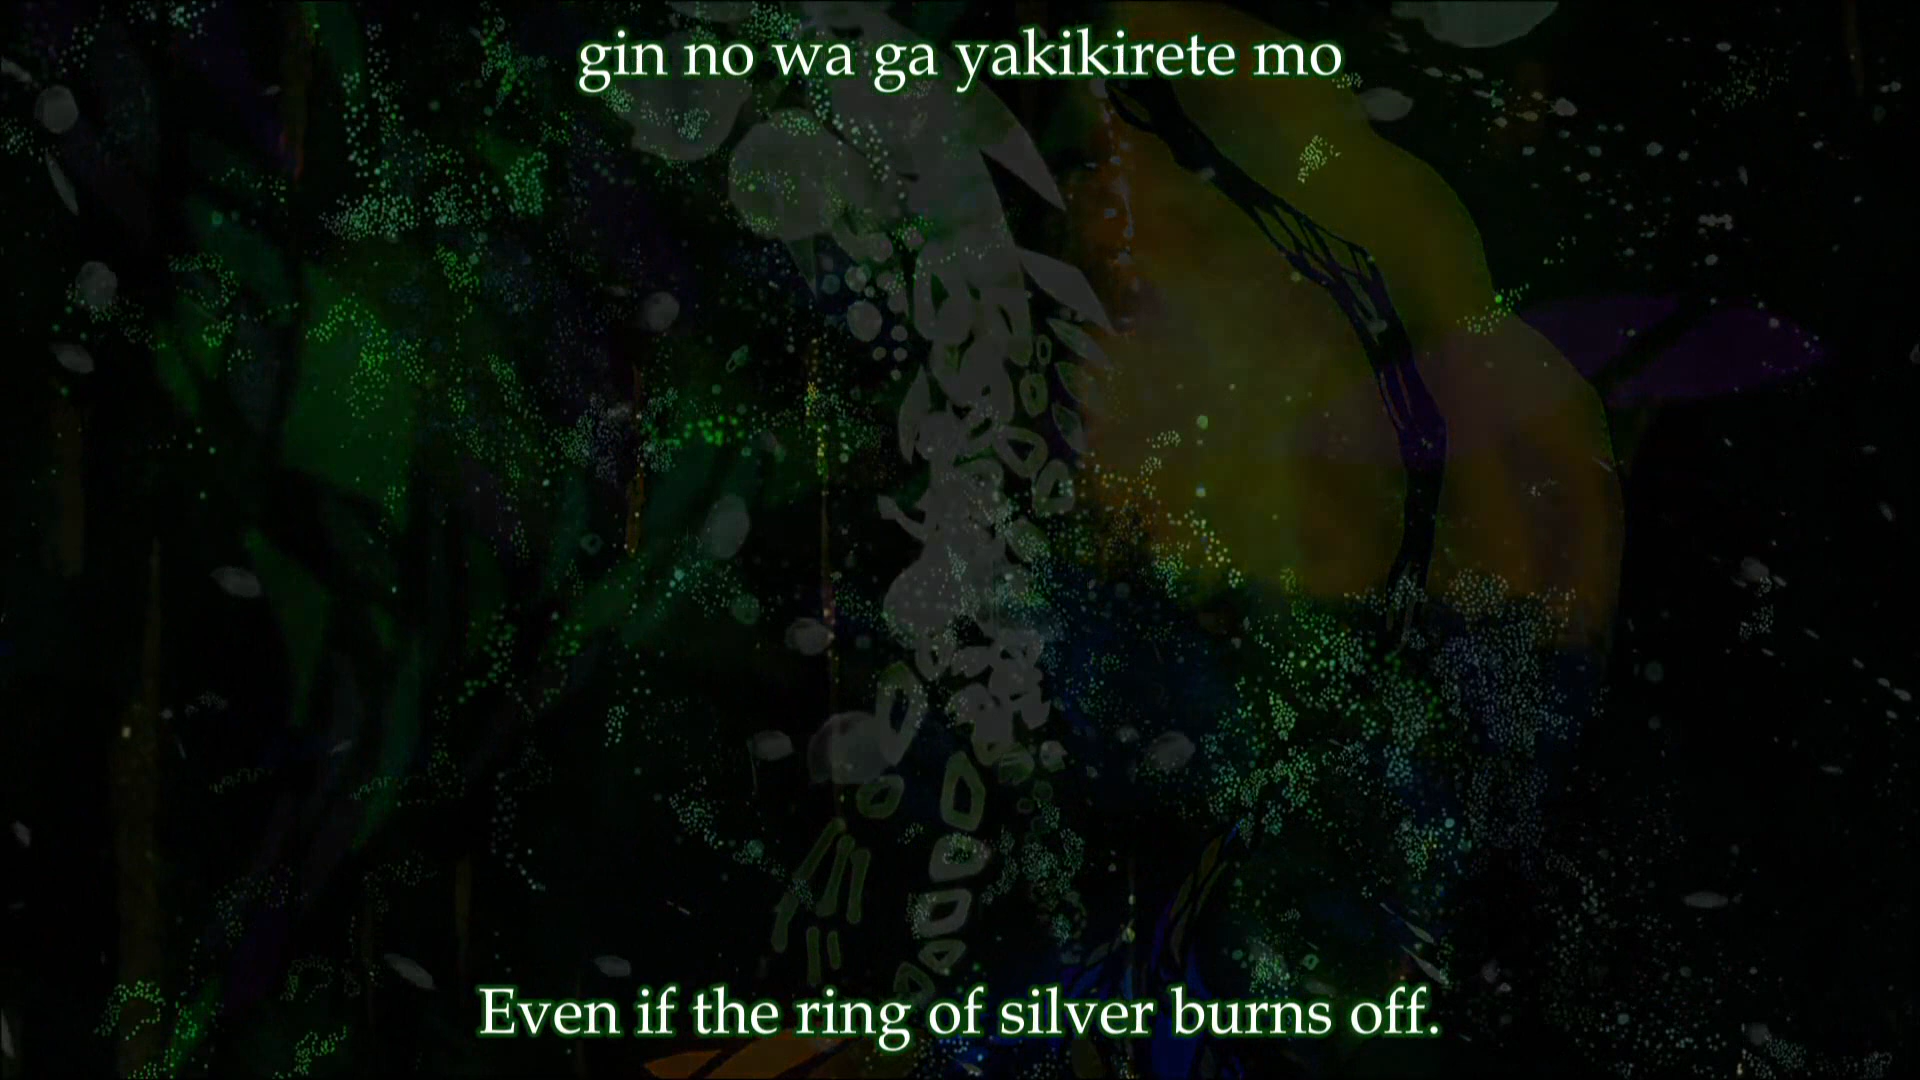 gin no wa ga yakikirete mo
Even if the ring of silver burns off.